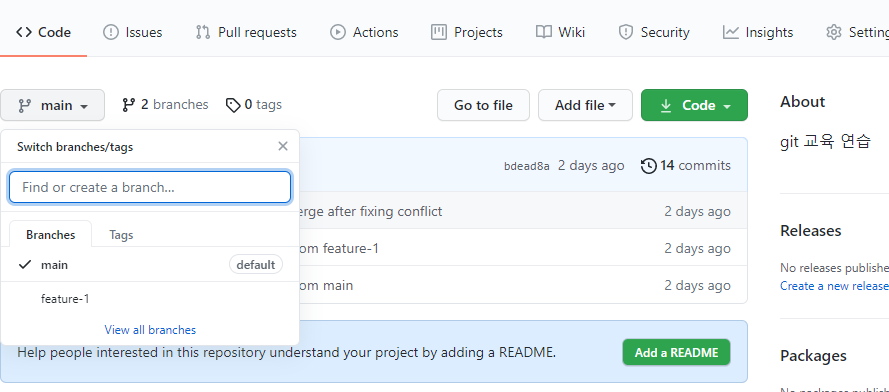 Code Issues Pull requests Actions Projects Wiki Security Insights
main 2 branches 0 tags Go to file Add file Code
Switch branches/tags
Find or create a branch...
Branches Tags
main default
feature-1
View all branches
bdead8a 2 days ago 14 commits
after fixing conflict 2 days ago
feature-1 2 days ago
main 2 days ago
Help people interested in this repository understand your project by adding a README. Add a README
About
git 교육 연습
Releases
No releases
Create a new release
Packages
No packages